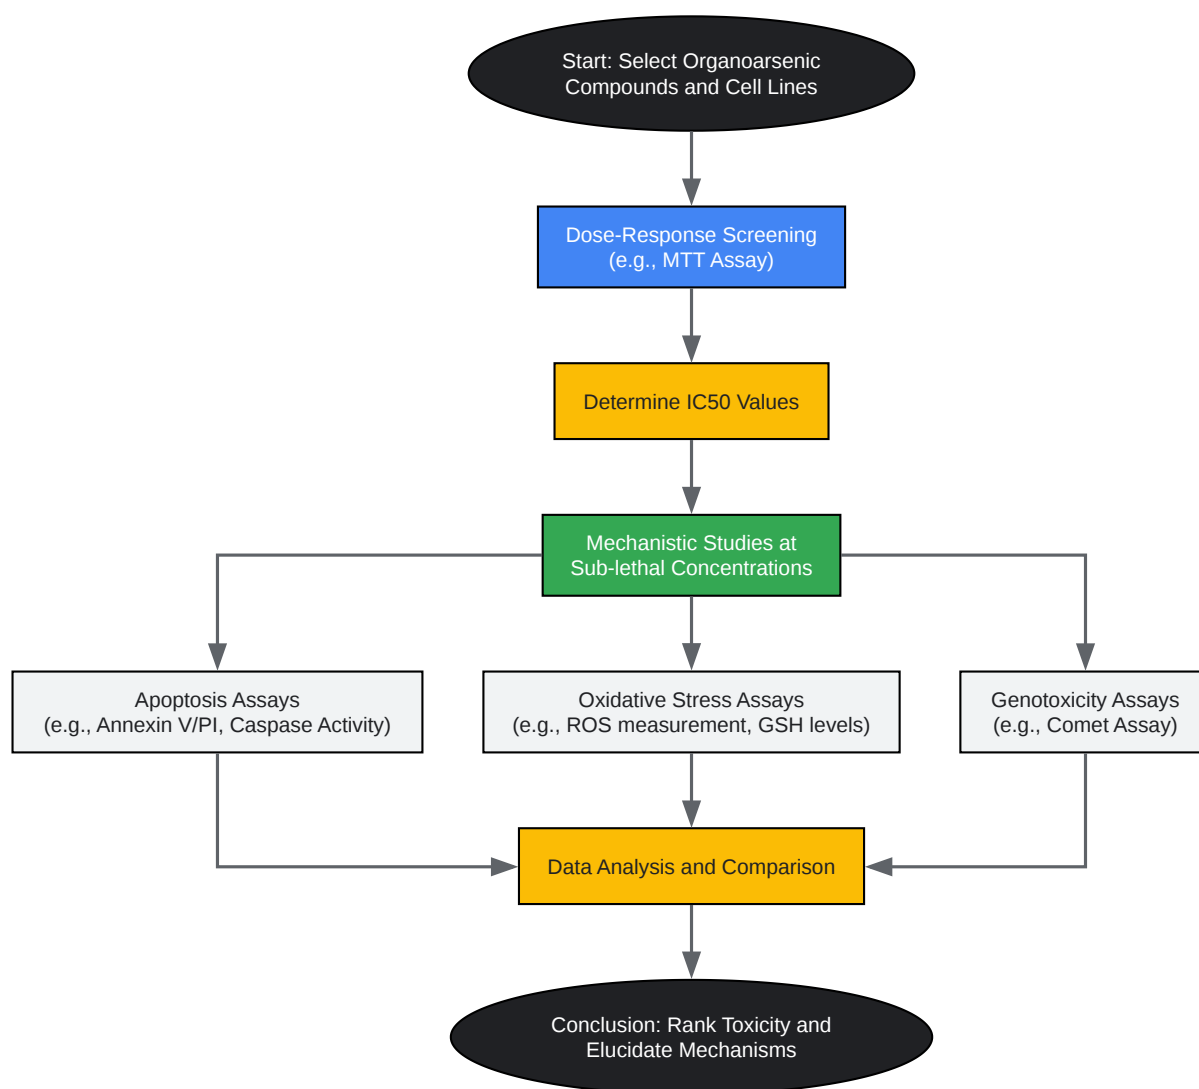 Start: Select Organoarsenic
Compounds and Cell Lines
Dose-Response Screening
(e.g., MTT Assay)
Determine IC50 Values
Mechanistic Studies at
Sub-lethal Concentrations
Apoptosis Assays
(e.g., Annexin V/PI, Caspase Activity)
Oxidative Stress Assays
(e.g., ROS measurement, GSH levels)
Genotoxicity Assays
(e.g., Comet Assay)
Data Analysis and Comparison
Conclusion: Rank Toxicity and
Elucidate Mechanisms